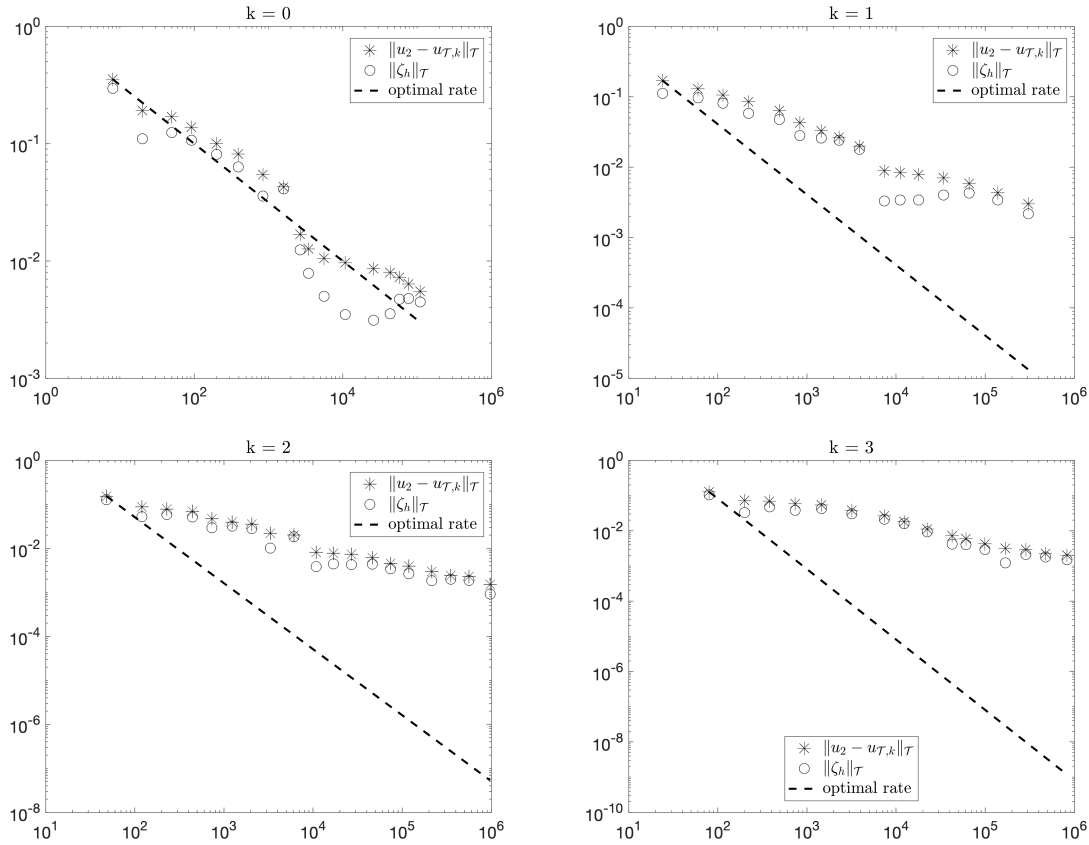 k = 0
10⁰
10⁻¹
10⁻²
10⁻³
10⁰
10²
10⁴
10⁶
‖u₂ − u_{𝒯,k}‖_𝒯
‖ζ_h‖_𝒯
optimal rate
k = 1
10⁰
10⁻¹
10⁻²
10⁻³
10⁻⁴
10⁻⁵
10¹
10²
10³
10⁴
10⁵
10⁶
‖u₂ − u_{𝒯,k}‖_𝒯
‖ζ_h‖_𝒯
optimal rate
k = 2
10⁰
10⁻²
10⁻⁴
10⁻⁶
10⁻⁸
10¹
10²
10³
10⁴
10⁵
10⁶
‖u₂ − u_{𝒯,k}‖_𝒯
‖ζ_h‖_𝒯
optimal rate
k = 3
10⁰
10⁻²
10⁻⁴
10⁻⁶
10⁻⁸
10⁻¹⁰
10¹
10²
10³
10⁴
10⁵
10⁶
‖u₂ − u_{𝒯,k}‖_𝒯
‖ζ_h‖_𝒯
optimal rate